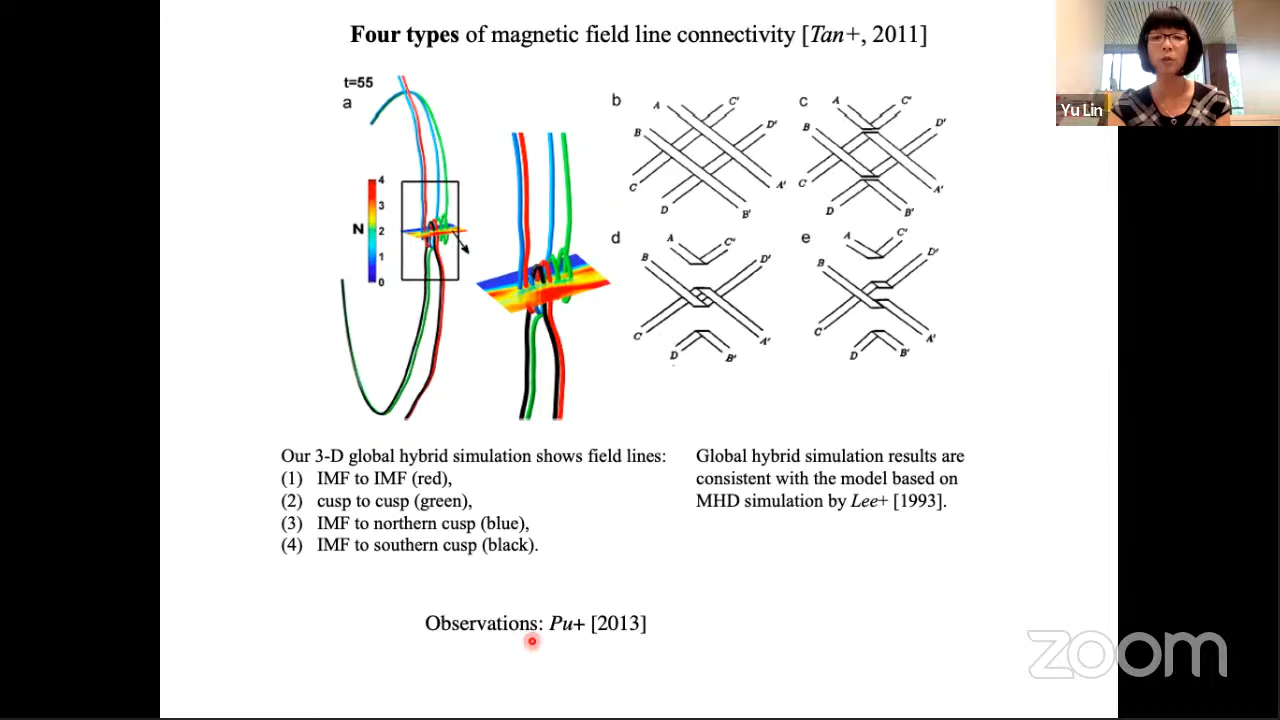 Four types of magnetic field line connectivity [Tan+, 2011]
t=55
a
4
3
N 2
1
0
b
A C'
B D'
C A'
D B'
c
A C'
B D'
C A'
D B'
d
A C'
B D'
C A'
D B'
e
A C'
B D'
C A'
D B'
Our 3-D global hybrid simulation shows field lines:
(1) IMF to IMF (red),
(2) cusp to cusp (green),
(3) IMF to northern cusp (blue),
(4) IMF to southern cusp (black).
Global hybrid simulation results are
consistent with the model based on
MHD simulation by Lee+ [1993].
Observations: Pu+ [2013]
Yu Lin
zoom